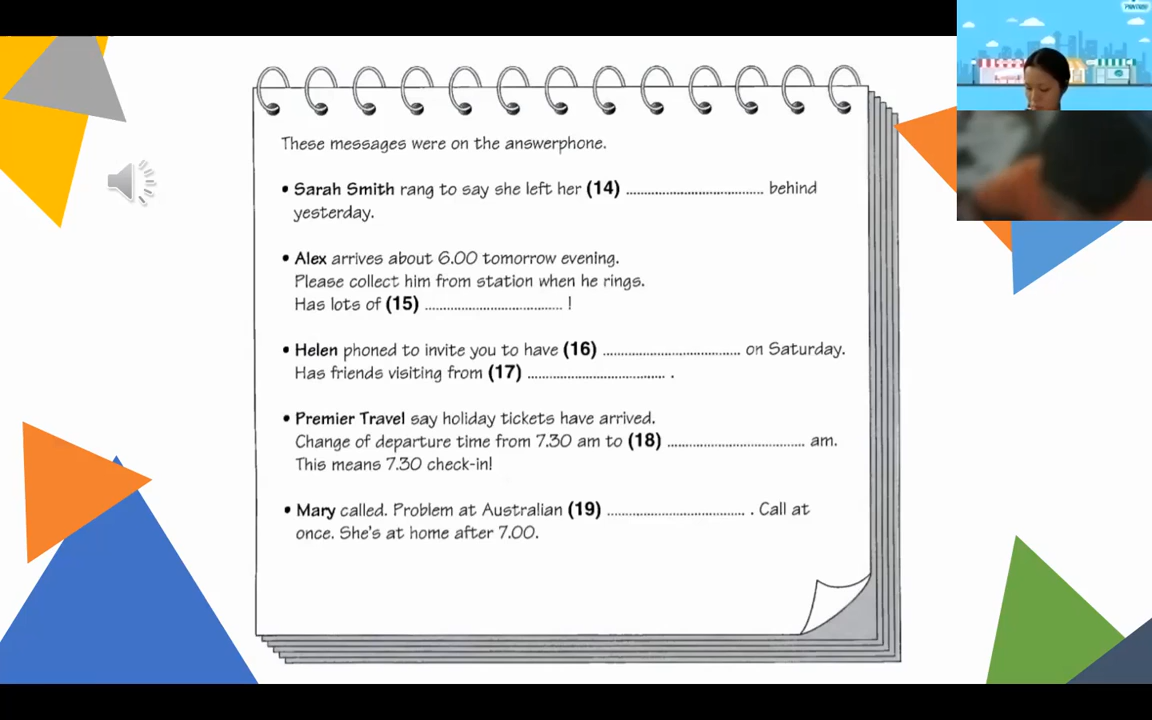 These messages were on the answerphone.
• Sarah Smith rang to say she left her (14) ........................................ behind
yesterday.
• Alex arrives about 6.00 tomorrow evening.
Please collect him from station when he rings.
Has lots of (15) ........................................ !
• Helen phoned to invite you to have (16) ........................................ on Saturday.
Has friends visiting from (17) ........................................ .
• Premier Travel say holiday tickets have arrived.
Change of departure time from 7.30 am to (18) ........................................ am.
This means 7.30 check-in!
• Mary called. Problem at Australian (19) ........................................ . Call at
once. She's at home after 7.00.